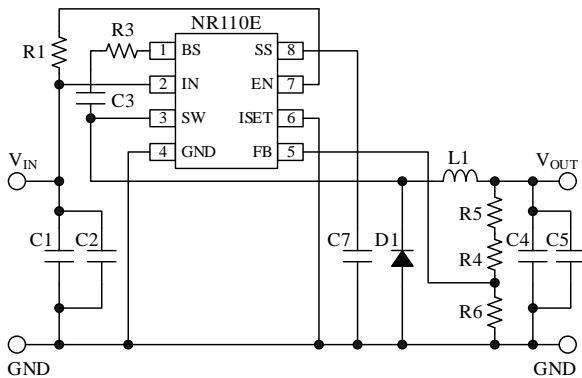 NR110E
R1
R3
1 BS SS 8
2 IN EN 7
C3
3 SW ISET 6
4 GND FB 5
VIN
L1
VOUT
R5
C1 C2 C7 D1 R4 C4 C5
R6
GND
GND